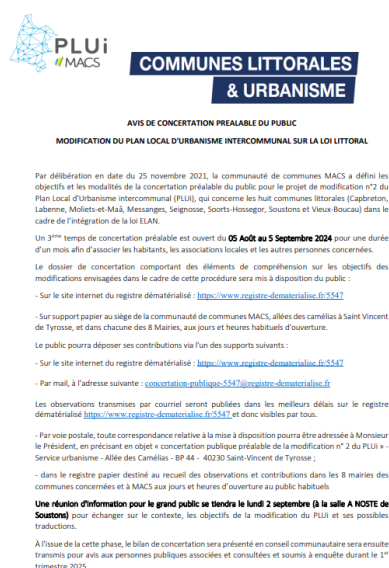 PLUi
MACS
COMMUNES LITTORALES
& URBANISME
AVIS DE CONCERTATION PREALABLE DU PUBLIC
MODIFICATION DU PLAN LOCAL D'URBANISME INTERCOMMUNAL SUR LA LOI LITTORAL
Par délibération en date du 25 novembre 2021, la communauté de communes MACS a défini les
objectifs et les modalités de la concertation préalable du public pour le projet de modification n°2 du
Plan Local d'Urbanisme intercommunal (PLUi), qui concerne les huit communes littorales (Capbreton,
Labenne, Moliets-et-Maâ, Messanges, Seignosse, Soorts-Hossegor, Soustons et Vieux-Boucau) dans le
cadre de l'intégration de la loi ELAN.
Un 3ème temps de concertation préalable est ouvert du 05 Août au 5 Septembre 2024 pour une durée
d'un mois afin d'associer les habitants, les associations locales et les autres personnes concernées.
Le dossier de concertation comportant des éléments de compréhension sur les objectifs des
modifications envisagées dans le cadre de cette procédure sera mis à disposition du public :
- Sur le site internet du registre dématérialisé : https://www.registre-dematerialise.fr/5547
- Sur support papier au siège de la communauté de communes MACS, allées des camélias à Saint Vincent
de Tyrosse, et dans chacune des 8 Mairies, aux jours et heures habituels d'ouverture.
Le public pourra déposer ses contributions via l'un des supports suivants :
- Sur le site internet du registre dématérialisé : https://www.registre-dematerialise.fr/5547
- Par mail, à l'adresse suivante : concertation-publique-5547@registre-dematerialise.fr
Les observations transmises par courriel seront publiées dans les meilleurs délais sur le registre
dématérialisé https://www.registre-dematerialise.fr/5547 et donc visibles par tous.
- Par voie postale, toute correspondance relative à la mise à disposition pourra être adressée à Monsieur
le Président, en précisant en objet « concertation publique préalable de la modification n° 2 du PLUi » -
Service urbanisme - Allée des Camélias - BP 44 - 40230 Saint-Vincent de Tyrosse ;
- dans le registre papier destiné au recueil des observations et contributions dans les 8 mairies des
communes concernées et à MACS aux jours et heures d'ouverture au public habituels
Une réunion d'information pour le grand public se tiendra le lundi 2 septembre (à la salle A NOSTE de
Soustons) pour échanger sur le contexte, les objectifs de la modification du PLUi et ses possibles
traductions.
À l'issue de la cette phase, le bilan de concertation sera présenté en conseil communautaire sera ensuite
transmis pour avis aux personnes publiques associées et consultées et soumis à enquête durant le 1er
trimestre 2025